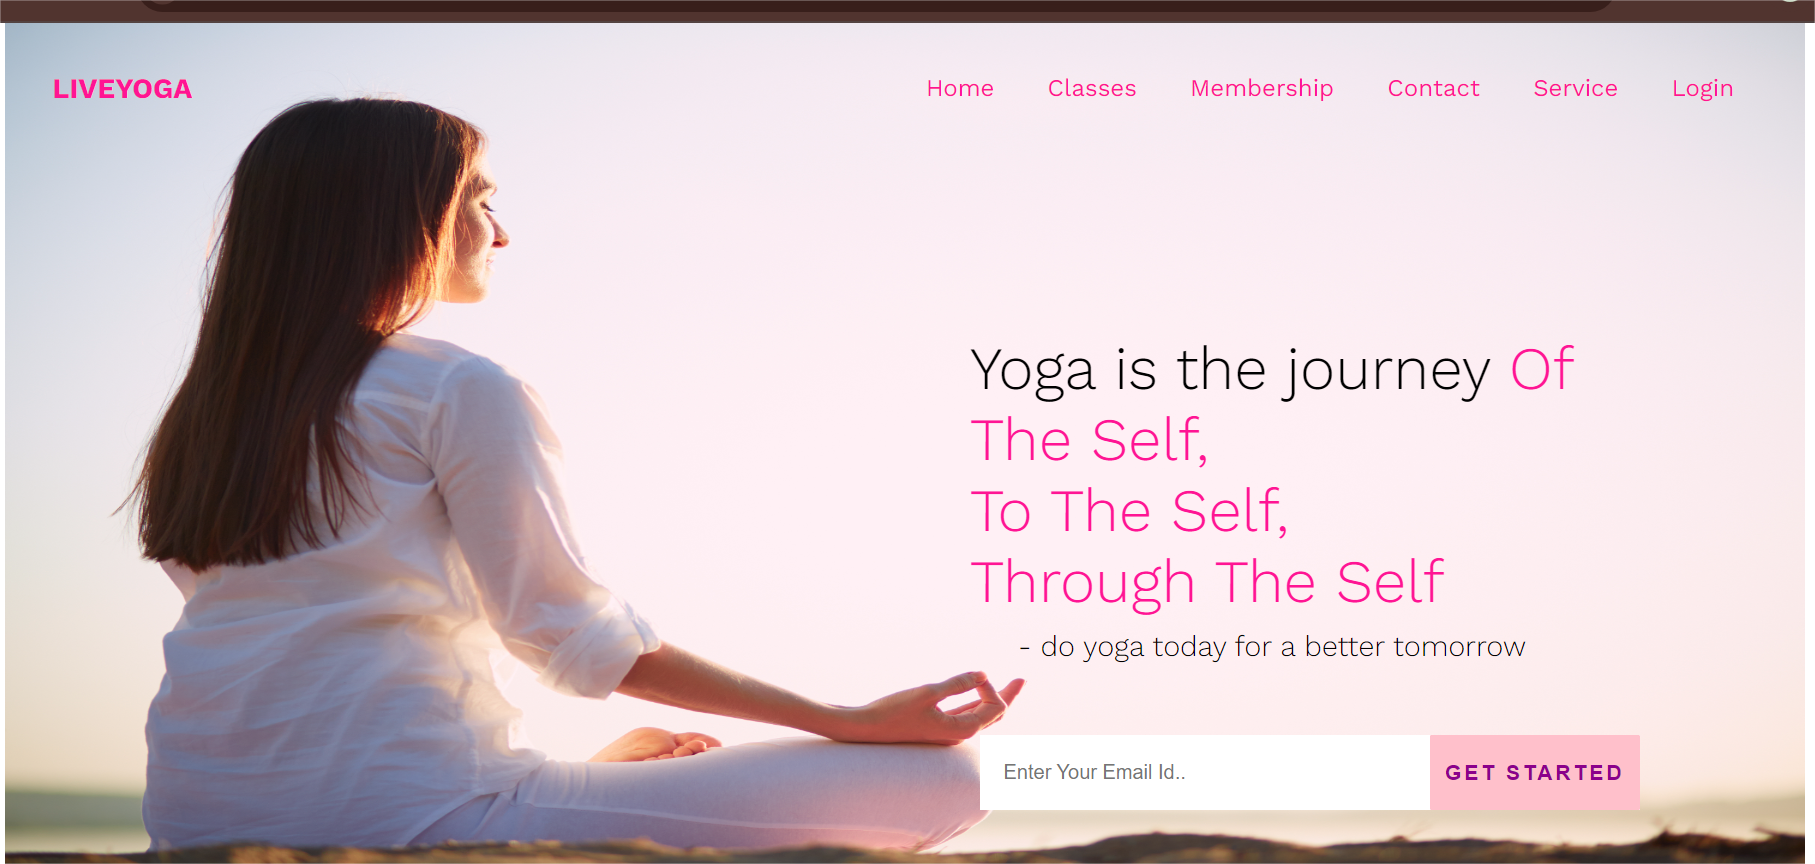 LIVEYOGA
Home Classes Membership Contact Service Login
Yoga is the journey Of
The Self,
To The Self,
Through The Self
- do yoga today for a better tomorrow
Enter Your Email Id..
GET STARTED